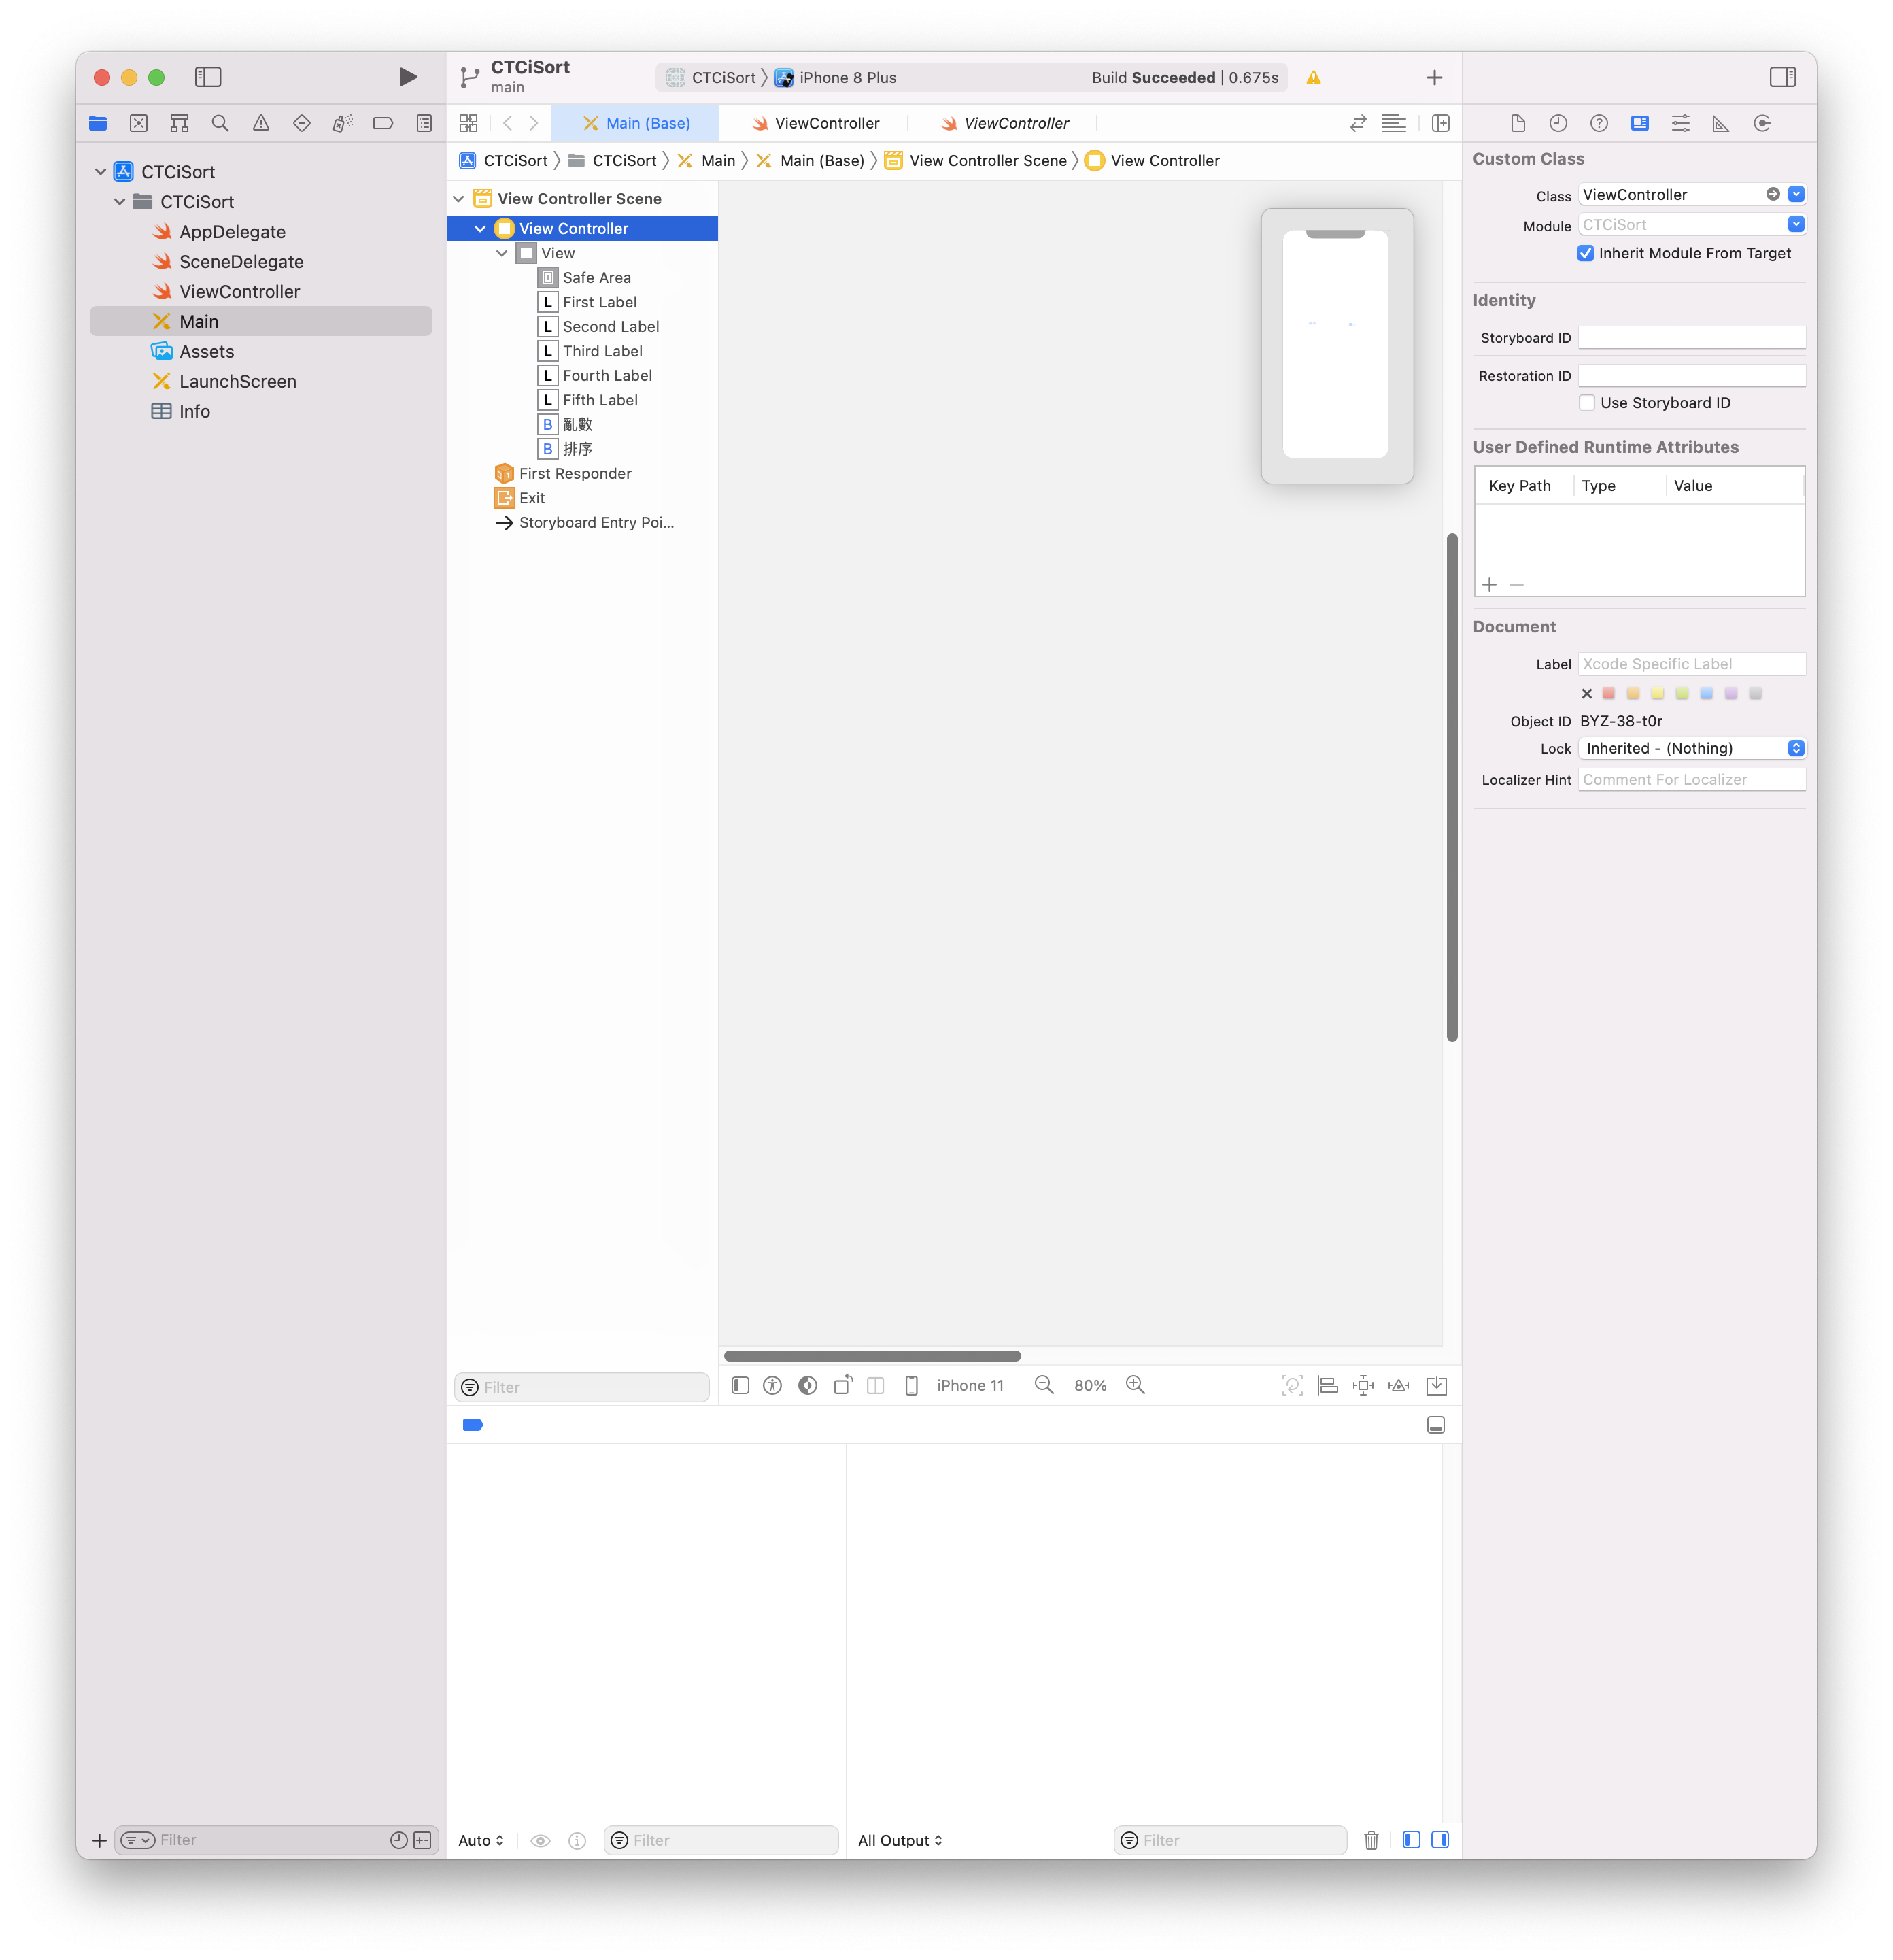 CTCiSort
main
CTCiSort
iPhone 8 Plus
Build Succeeded | 0.675s
Main (Base)
ViewController
ViewController
CTCiSort
CTCiSort
Main
Main (Base)
View Controller Scene
View Controller
CTCiSort
CTCiSort
AppDelegate
SceneDelegate
ViewController
Main
Assets
LaunchScreen
Info
Filter
View Controller Scene
View Controller
View
Safe Area
L First Label
L Second Label
L Third Label
L Fourth Label
L Fifth Label
B 亂數
B 排序
First Responder
Exit
Storyboard Entry Poi...
Filter
iPhone 11
80%
Auto
Filter
All Output
Filter
Custom Class
Class ViewController
Module CTCiSort
Inherit Module From Target
Identity
Storyboard ID
Restoration ID
Use Storyboard ID
User Defined Runtime Attributes
Key Path Type Value
Document
Label Xcode Specific Label
Object ID BYZ-38-t0r
Lock Inherited - (Nothing)
Localizer Hint Comment For Localizer